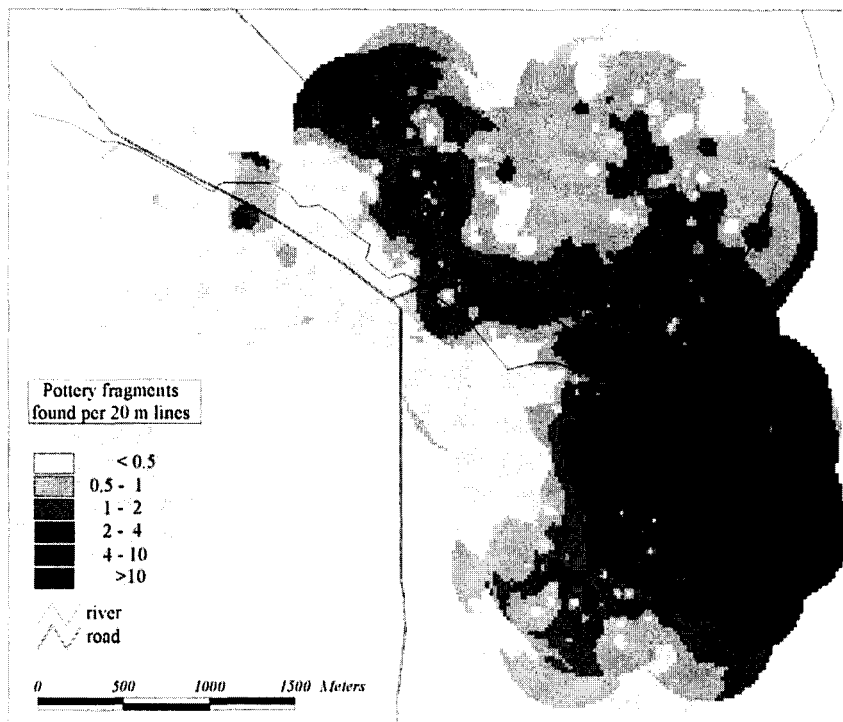 Pottery fragments
found per 20 m lines
< 0.5
0.5 - 1
1 - 2
2 - 4
4 - 10
>10
river
road
0 500 1000 1500 Meters